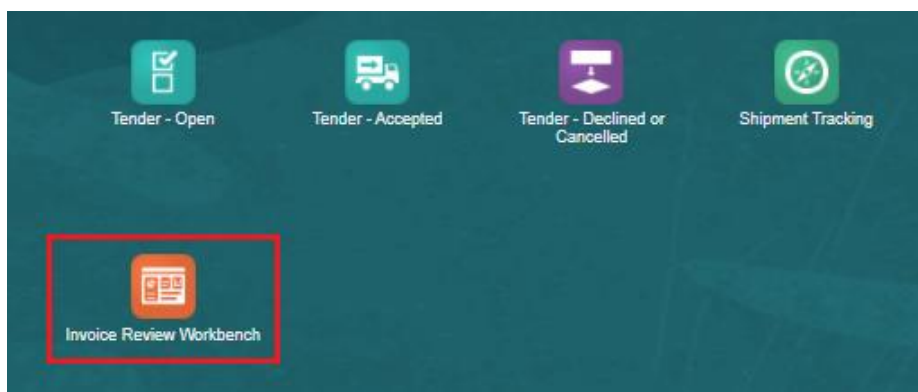 Tender - Open
Tender - Accepted
Tender - Declined or
Cancelled
Shipment Tracking
Invoice Review Workbench